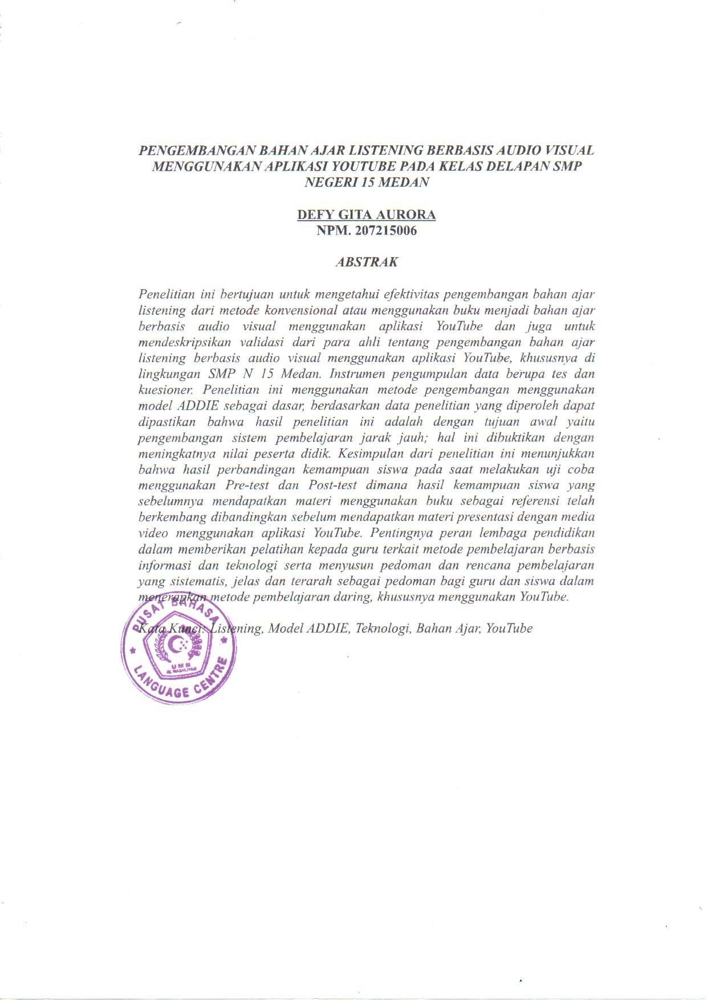 PENGEMBANGAN BAHAN AJAR LISTENING BERBASIS AUDIO VISUAL
MENGGUNAKAN APLIKASI YOUTUBE PADA KELAS DELAPAN SMP
NEGERI 15 MEDAN
DEFY GITA AURORA
NPM. 207215006
ABSTRAK
Penelitian ini bertujuan untuk mengetahui efektivitas pengembangan bahan ajar
listening dari metode konvensional atau menggunakan buku menjadi bahan ajar
berbasis audio visual menggunakan aplikasi YouTube dan juga untuk
mendeskripsikan validasi dari para ahli tentang pengembangan bahan ajar
listening berbasis audio visual menggunakan aplikasi YouTube, khususnya di
lingkungan SMP N 15 Medan. Instrumen pengumpulan data berupa tes dan
kuesioner. Penelitian ini menggunakan metode pengembangan menggunakan
model ADDIE sebagai dasar, berdasarkan data penelitian yang diperoleh dapat
dipastikan bahwa hasil penelitian ini adalah dengan tujuan awal yaitu
pengembangan sistem pembelajaran jarak jauh; hal ini dibuktikan dengan
meningkatnya nilai peserta didik. Kesimpulan dari penelitian ini menunjukkan
bahwa hasil perbandingan kemampuan siswa pada saat melakukan uji coba
menggunakan Pre-test dan Post-test dimana hasil kemampuan siswa yang
sebelumnya mendapatkan materi menggunakan buku sebagai referensi telah
berkembang dibandingkan sebelum mendapatkan materi presentasi dengan media
video menggunakan aplikasi YouTube. Pentingnya peran lembaga pendidikan
dalam memberikan pelatihan kepada guru terkait metode pembelajaran berbasis
informasi dan teknologi serta menyusun pedoman dan rencana pembelajaran
yang sistematis, jelas dan terarah sebagai pedoman bagi guru dan siswa dalam
menerapkan metode pembelajaran daring, khususnya menggunakan YouTube.
Kata Kunci: Listening, Model ADDIE, Teknologi, Bahan Ajar, YouTube
PUSAT BAHASA
UMN
AL WASHLIYAH
LANGUAGE CENTRE